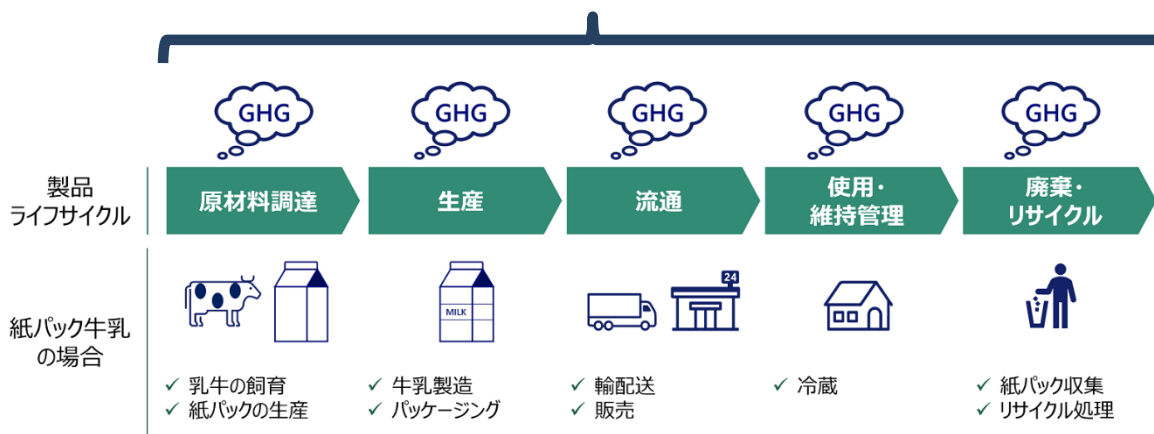 GHG GHG GHG GHG GHG
製品
ライフサイクル
原材料調達
生産
流通
使用・
維持管理
廃棄・
リサイクル
紙パック牛乳
の場合
MILK
24
✓ 乳牛の飼育
✓ 紙パックの生産
✓ 牛乳製造
✓ パッケージング
✓ 輸配送
✓ 販売
✓ 冷蔵
✓ 紙パック収集
✓ リサイクル処理